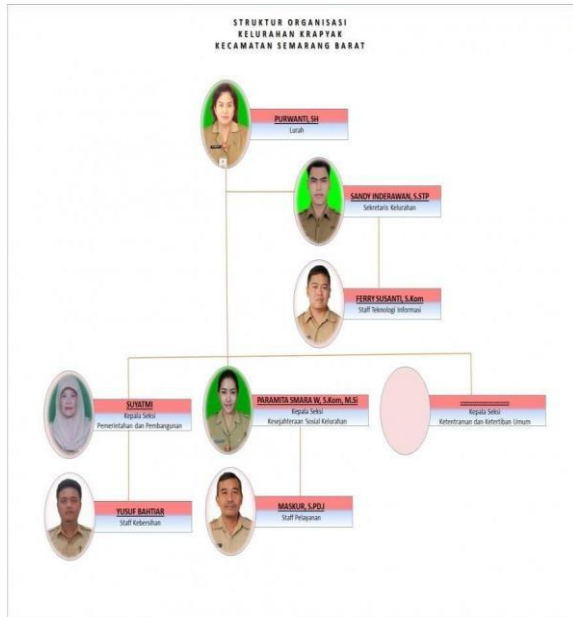 STRUKTUR ORGANISASI
KELURAHAN KRAPYAK
KECAMATAN SEMARANG BARAT
PURWANTI, SH
Lurah
SANDY INDERAWAN, S.STP
Sekretaris Kelurahan
FERRY SUSANTI, S.Kom
Staff Teknologi Informasi
SUYATMI
Kepala Seksi
Pemerintahan dan Pembangunan
PARAMITA SMARA W, S.Kom, M.Si
Kepala Seksi
Kesejahteraan Sosial Kelurahan
Kepala Seksi
Ketentraman dan Ketertiban Umum
YUSUF BAHTIAR
Staff Kebersihan
MASKUR, S.PD.I
Staff Pelayanan